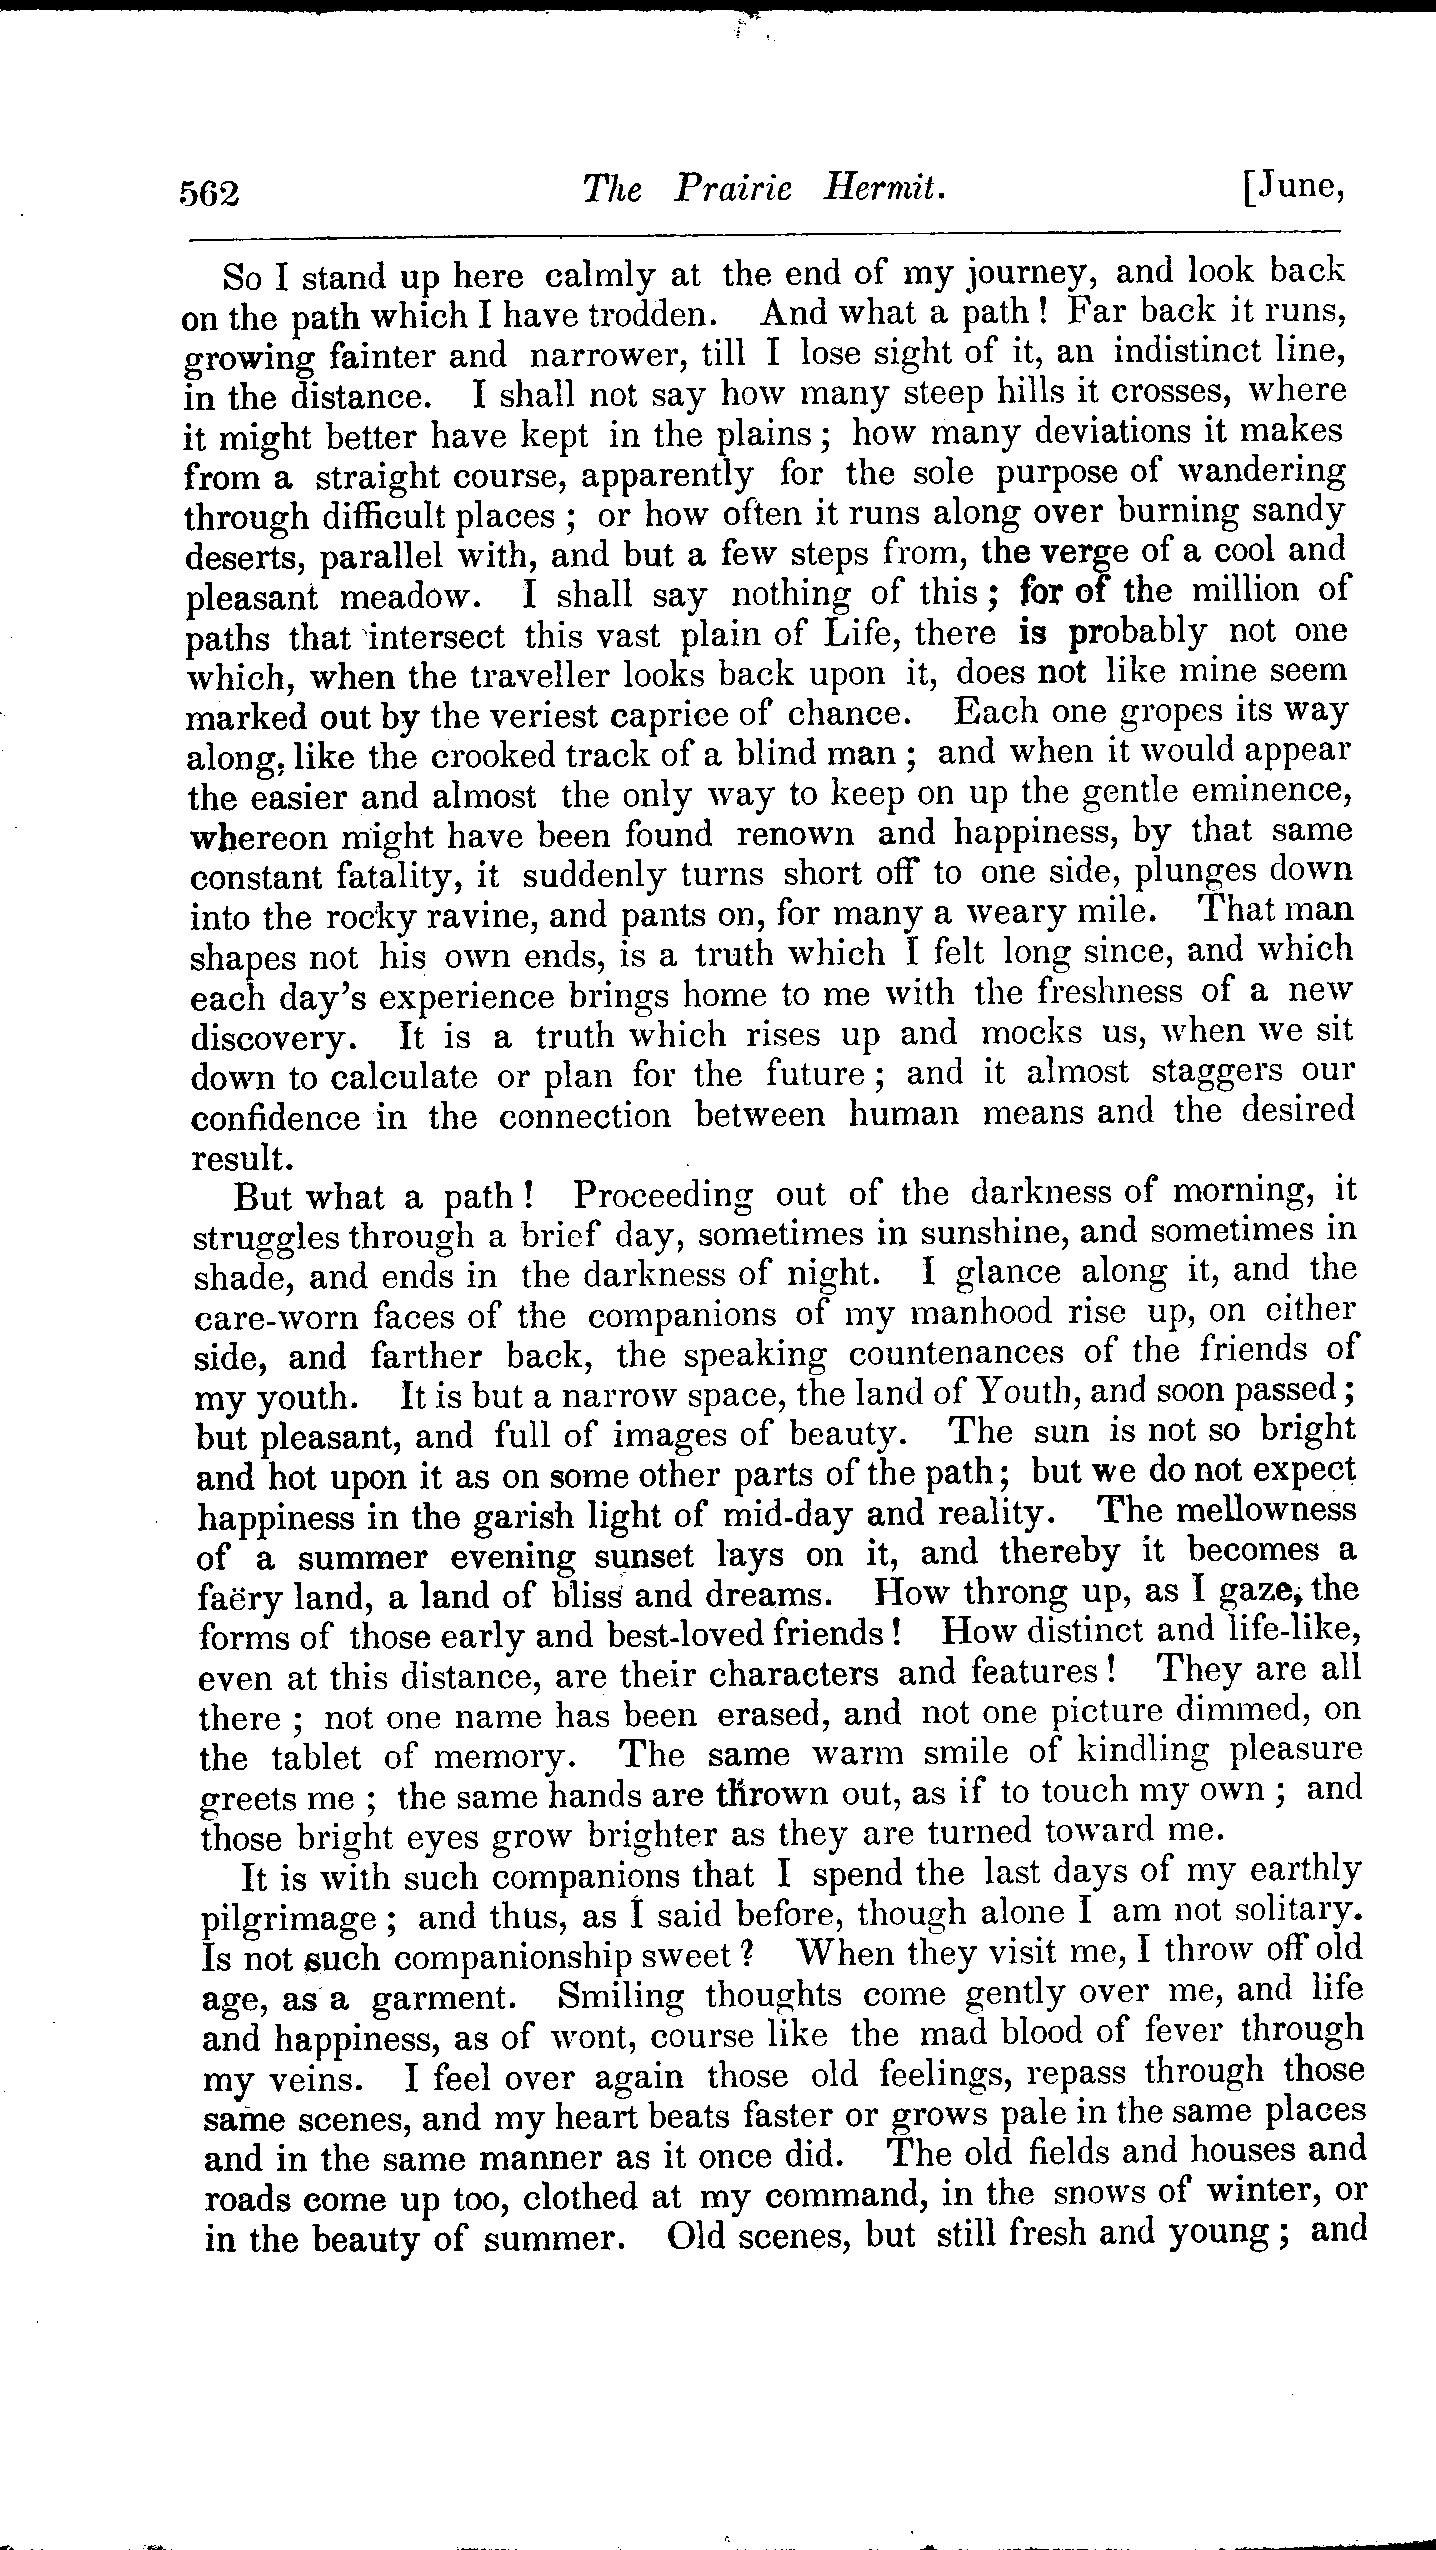 562 The Prairie Hermit. [June,
So I stand up here calmly at the end of my journey, and look back
on the path which I have trodden. And what a path! Far back it runs,
growing fainter and narrower, till I lose sight of it, an indistinct line,
in the distance. I shall not say how many steep hills it crosses, where
it might better have kept in the plains; how many deviations it makes
from a straight course, apparently for the sole purpose of wandering
through difficult places; or how often it runs along over burning sandy
deserts, parallel with, and but a few steps from, the verge of a cool and
pleasant meadow. I shall say nothing of this; for of the million of
paths that intersect this vast plain of Life, there is probably not one
which, when the traveller looks back upon it, does not like mine seem
marked out by the veriest caprice of chance. Each one gropes its way
along, like the crooked track of a blind man; and when it would appear
the easier and almost the only way to keep on up the gentle eminence,
whereon might have been found renown and happiness, by that same
constant fatality, it suddenly turns short off to one side, plunges down
into the rocky ravine, and pants on, for many a weary mile. That man
shapes not his own ends, is a truth which I felt long since, and which
each day's experience brings home to me with the freshness of a new
discovery. It is a truth which rises up and mocks us, when we sit
down to calculate or plan for the future; and it almost staggers our
confidence in the connection between human means and the desired
result.
But what a path! Proceeding out of the darkness of morning, it
struggles through a brief day, sometimes in sunshine, and sometimes in
shade, and ends in the darkness of night. I glance along it, and the
care-worn faces of the companions of my manhood rise up, on either
side, and farther back, the speaking countenances of the friends of
my youth. It is but a narrow space, the land of Youth, and soon passed;
but pleasant, and full of images of beauty. The sun is not so bright
and hot upon it as on some other parts of the path; but we do not expect
happiness in the garish light of mid-day and reality. The mellowness
of a summer evening sunset lays on it, and thereby it becomes a
faëry land, a land of bliss and dreams. How throng up, as I gaze, the
forms of those early and best-loved friends! How distinct and life-like,
even at this distance, are their characters and features! They are all
there; not one name has been erased, and not one picture dimmed, on
the tablet of memory. The same warm smile of kindling pleasure
greets me; the same hands are thrown out, as if to touch my own; and
those bright eyes grow brighter as they are turned toward me.
It is with such companions that I spend the last days of my earthly
pilgrimage; and thus, as I said before, though alone I am not solitary.
Is not such companionship sweet? When they visit me, I throw off old
age, as a garment. Smiling thoughts come gently over me, and life
and happiness, as of wont, course like the mad blood of fever through
my veins. I feel over again those old feelings, repass through those
same scenes, and my heart beats faster or grows pale in the same places
and in the same manner as it once did. The old fields and houses and
roads come up too, clothed at my command, in the snows of winter, or
in the beauty of summer. Old scenes, but still fresh and young; and